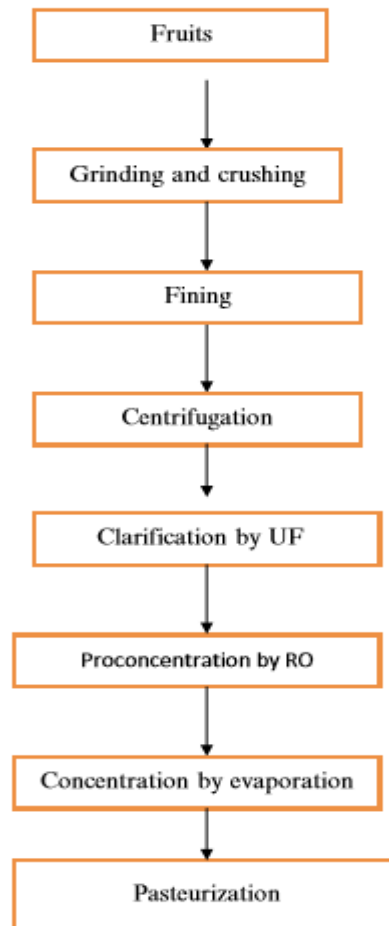 Fruits
Grinding and crushing
Fining
Centrifugation
Clarification by UF
Proconcentration by RO
Concentration by evaporation
Pasteurization